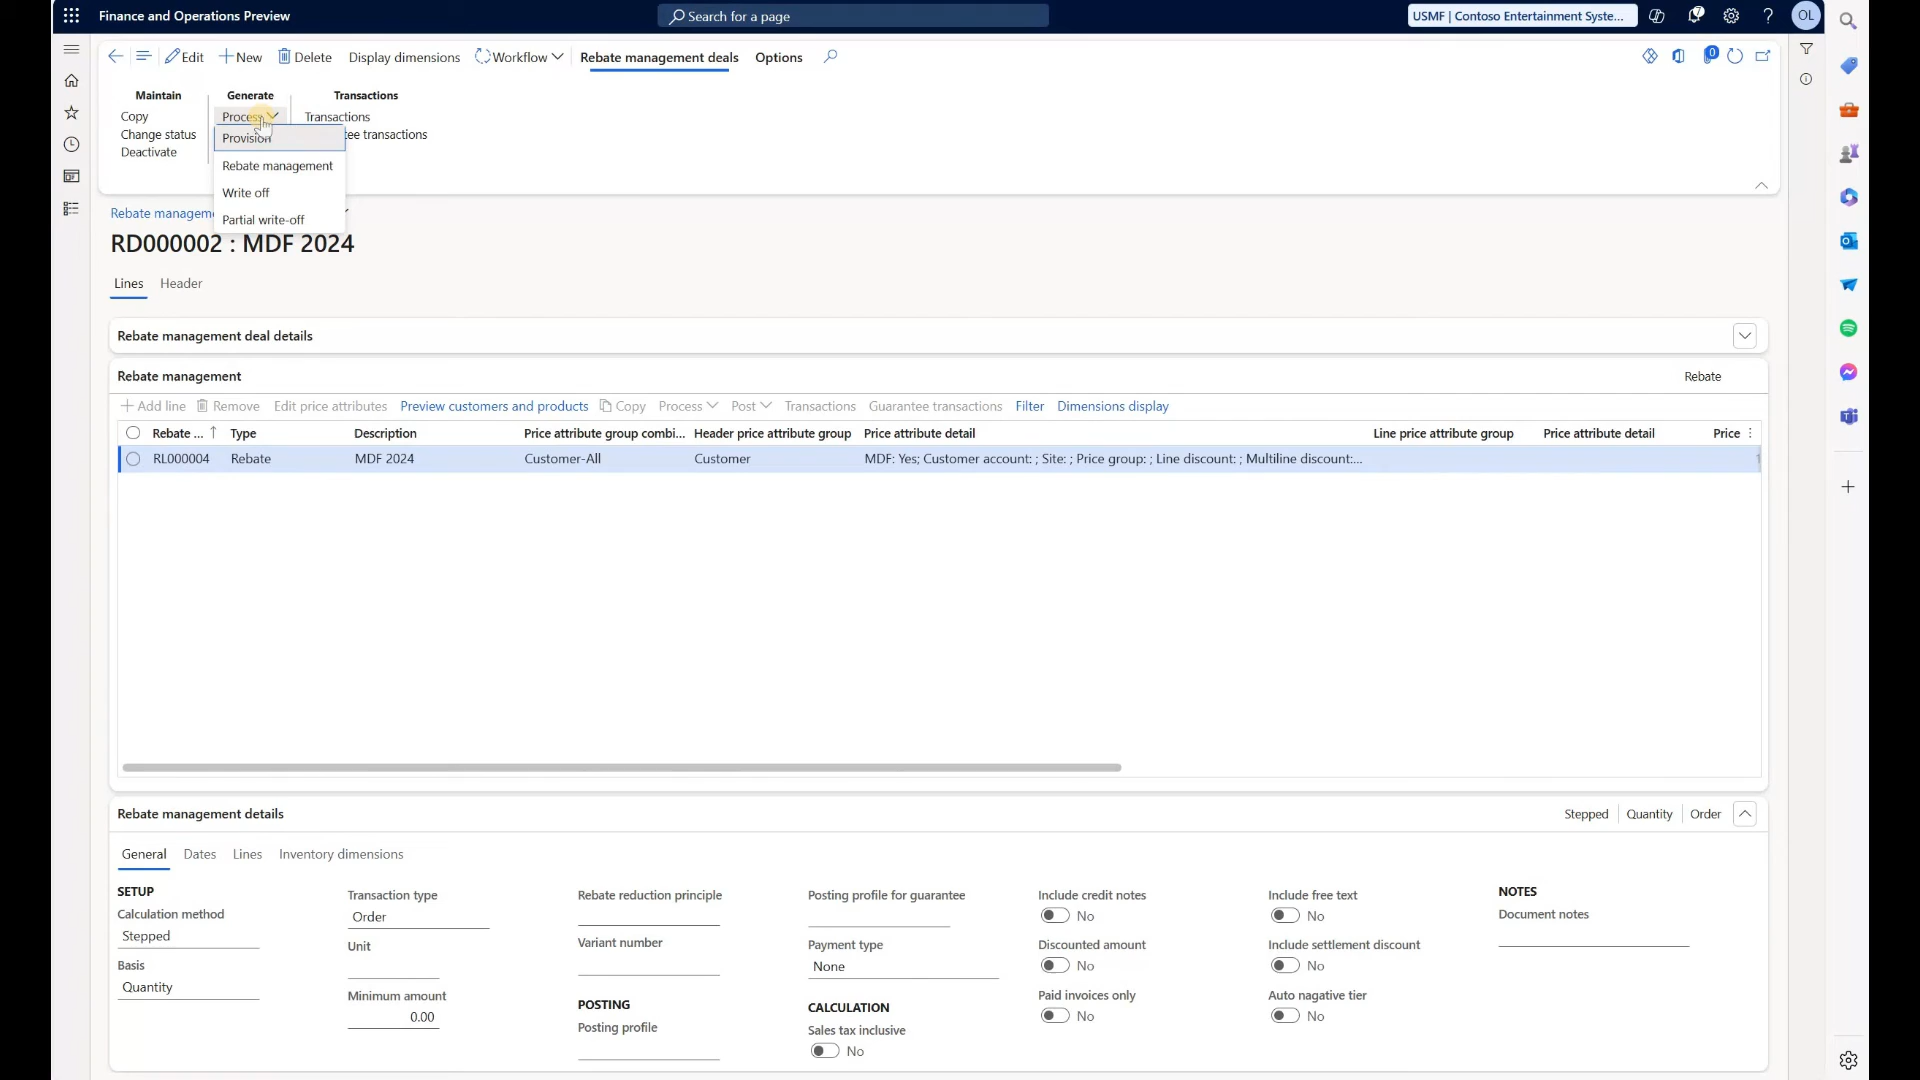 Finance and Operations Preview
Search for a page
USMF | Contoso Entertainment Syste...
7
?
OL
Edit
New
Delete
Display dimensions
Workflow
Rebate management deals
Options
0
Maintain
Copy
Change status
Deactivate
Generate
Process
Provision
Rebate management
Write off
Partial write-off
Transactions
Transactions
ee transactions
Rebate manageme
RD000002 : MDF 2024
Lines
Header
Rebate management deal details
Rebate management
Rebate
Add line
Remove
Edit price attributes
Preview customers and products
Copy
Process
Post
Transactions
Guarantee transactions
Filter
Dimensions display
Rebate ... Type Description Price attribute group combi... Header price attribute group Price attribute detail Line price attribute group Price attribute detail Price
RL000004 Rebate MDF 2024 Customer-All Customer MDF: Yes; Customer account: ; Site: ; Price group: ; Line discount: ; Multiline discount:...
Rebate management details
Stepped
Quantity
Order
General
Dates
Lines
Inventory dimensions
SETUP
Calculation method
Stepped
Basis
Quantity
Transaction type
Order
Unit
Minimum amount
0.00
Rebate reduction principle
Variant number
POSTING
Posting profile
Posting profile for guarantee
Payment type
None
CALCULATION
Sales tax inclusive
No
Include credit notes
No
Discounted amount
No
Paid invoices only
No
Include free text
No
Include settlement discount
No
Auto nagative tier
No
NOTES
Document notes